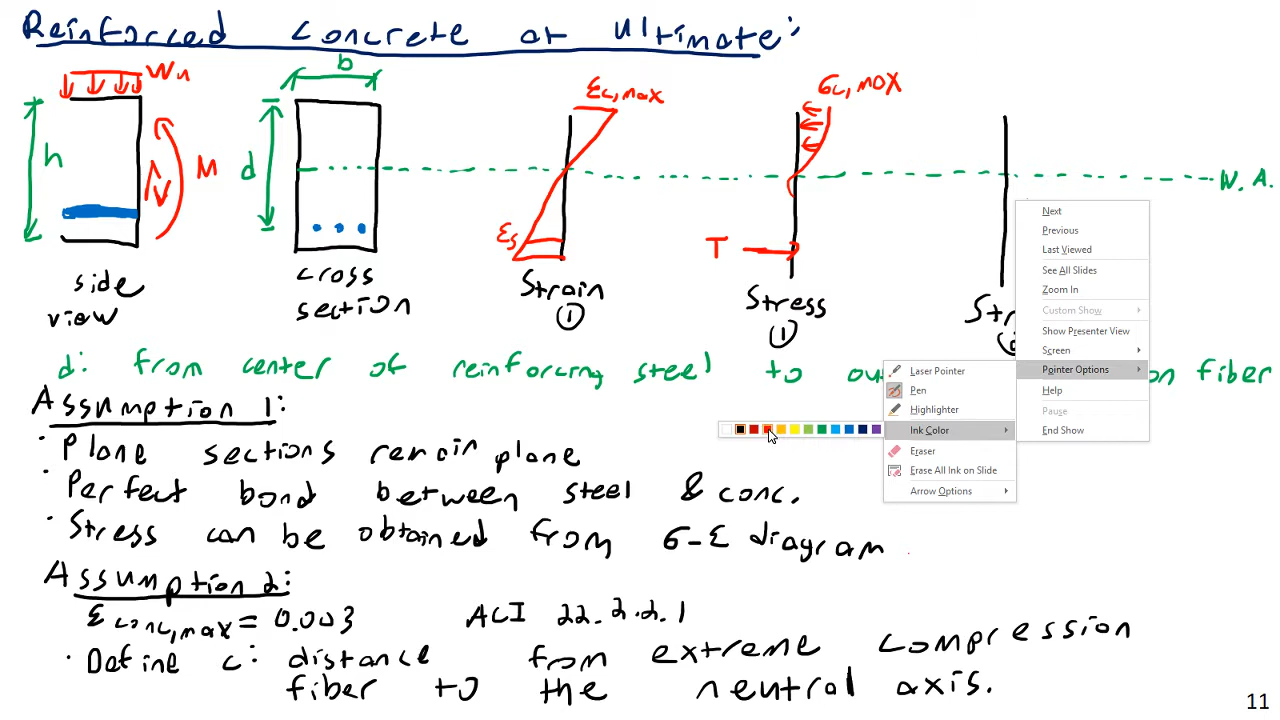 Reinforced concrete at Ultimate:
Wn
b
εc,max
σc,max
h
M
d
N.A.
εs
T
side view
cross section
Strain
①
Stress
①
Str
d: from center of reinforcing steel to ou on fiber
Assumption 1:
· Plane sections remain plane
· Perfect bond between steel & conc.
· Stress can be obtained from σ-ε diagram
Assumption 2:
εconc,max = 0.003 ACI 22.2.2.1
· Define c: distance from extreme compression
fiber to the neutral axis.
Next
Previous
Last Viewed
See All Slides
Zoom In
Custom Show
Show Presenter View
Screen
Pointer Options
Help
Pause
End Show
Laser Pointer
Pen
Highlighter
Ink Color
Eraser
Erase All Ink on Slide
Arrow Options
11